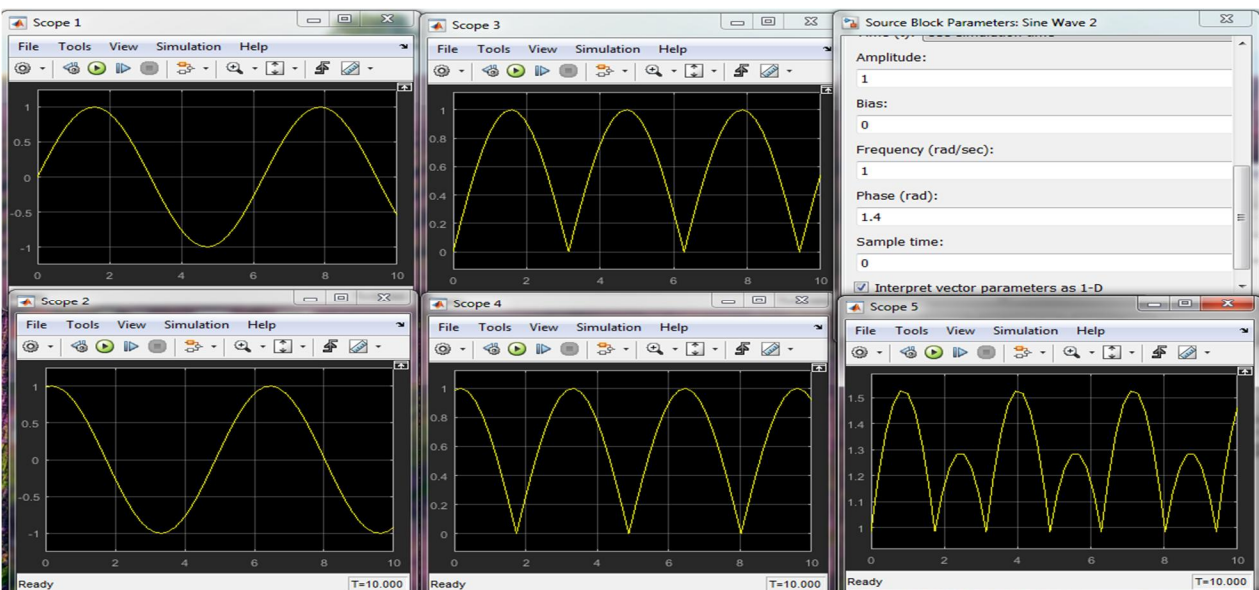 Scope 1
File Tools View Simulation Help
1
0.5
0
-0.5
-1
0 2 4 6 8 10
Scope 3
File Tools View Simulation Help
1
0.8
0.6
0.4
0.2
0
0 2 4 6 8 10
Source Block Parameters: Sine Wave 2
Amplitude:
1
Bias:
0
Frequency (rad/sec):
1
Phase (rad):
1.4
Sample time:
0
Interpret vector parameters as 1-D
Scope 2
File Tools View Simulation Help
1
0.5
0
-0.5
-1
0 2 4 6 8 10
Ready T=10.000
Scope 4
File Tools View Simulation Help
1
0.8
0.6
0.4
0.2
0
0 2 4 6 8 10
Ready T=10.000
Scope 5
File Tools View Simulation Help
1.5
1.4
1.3
1.2
1.1
1
0 2 4 6 8 10
Ready T=10.000